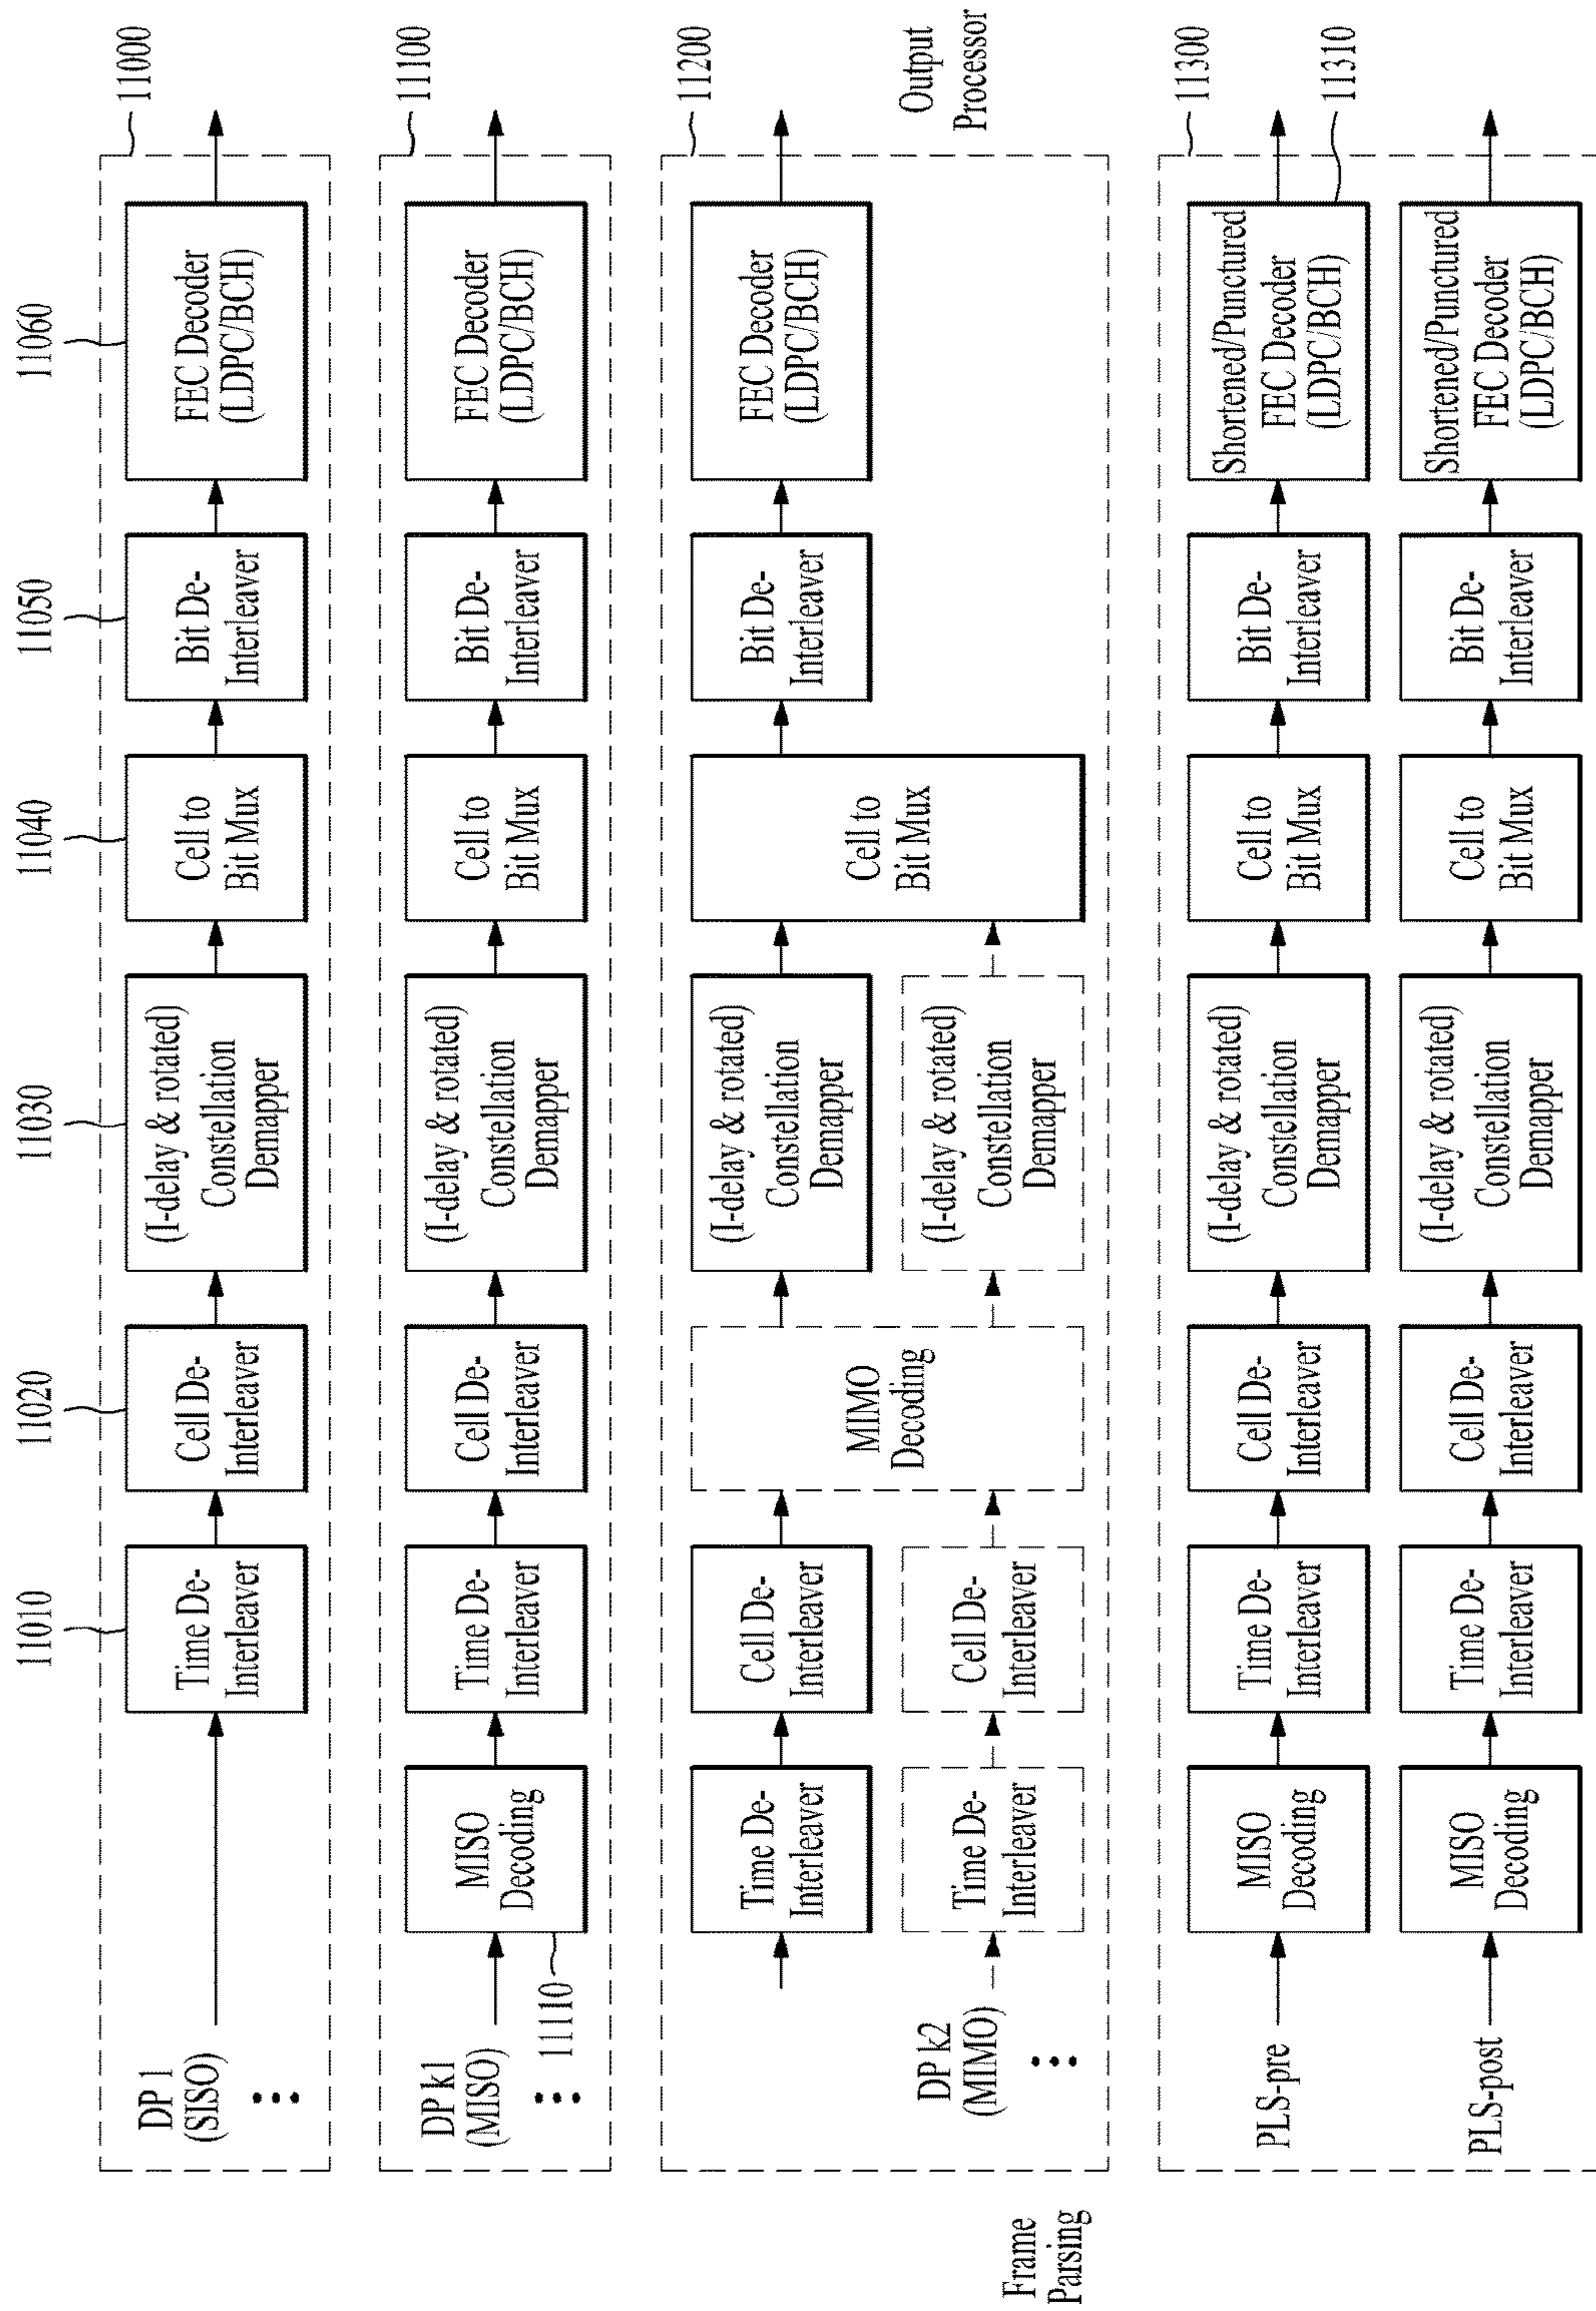 11010
11020
11030
11040
11050
11060
11000
DP 1
(SISO)
Time De-
Interleaver
Cell De-
Interleaver
(I-delay & rotated)
Constellation
Demapper
Cell to
Bit Mux
Bit De-
Interleaver
FEC Decoder
(LDPC/BCH)
11100
DP k1
(MISO)
11110
MISO
Decoding
Time De-
Interleaver
Cell De-
Interleaver
(I-delay & rotated)
Constellation
Demapper
Cell to
Bit Mux
Bit De-
Interleaver
FEC Decoder
(LDPC/BCH)
11200
Time De-
Interleaver
Cell De-
Interleaver
MIMO
Decoding
(I-delay & rotated)
Constellation
Demapper
Cell to
Bit Mux
Bit De-
Interleaver
FEC Decoder
(LDPC/BCH)
DP k2
(MIMO)
Time De-
Interleaver
Cell De-
Interleaver
(I-delay & rotated)
Constellation
Demapper
Output
Processor
Frame
Parsing
11300
PLS-pre
MISO
Decoding
Time De-
Interleaver
Cell De-
Interleaver
(I-delay & rotated)
Constellation
Demapper
Cell to
Bit Mux
Bit De-
Interleaver
Shortened/Punctured
FEC Decoder
(LDPC/BCH)
11310
PLS-post
MISO
Decoding
Time De-
Interleaver
Cell De-
Interleaver
(I-delay & rotated)
Constellation
Demapper
Cell to
Bit Mux
Bit De-
Interleaver
Shortened/Punctured
FEC Decoder
(LDPC/BCH)